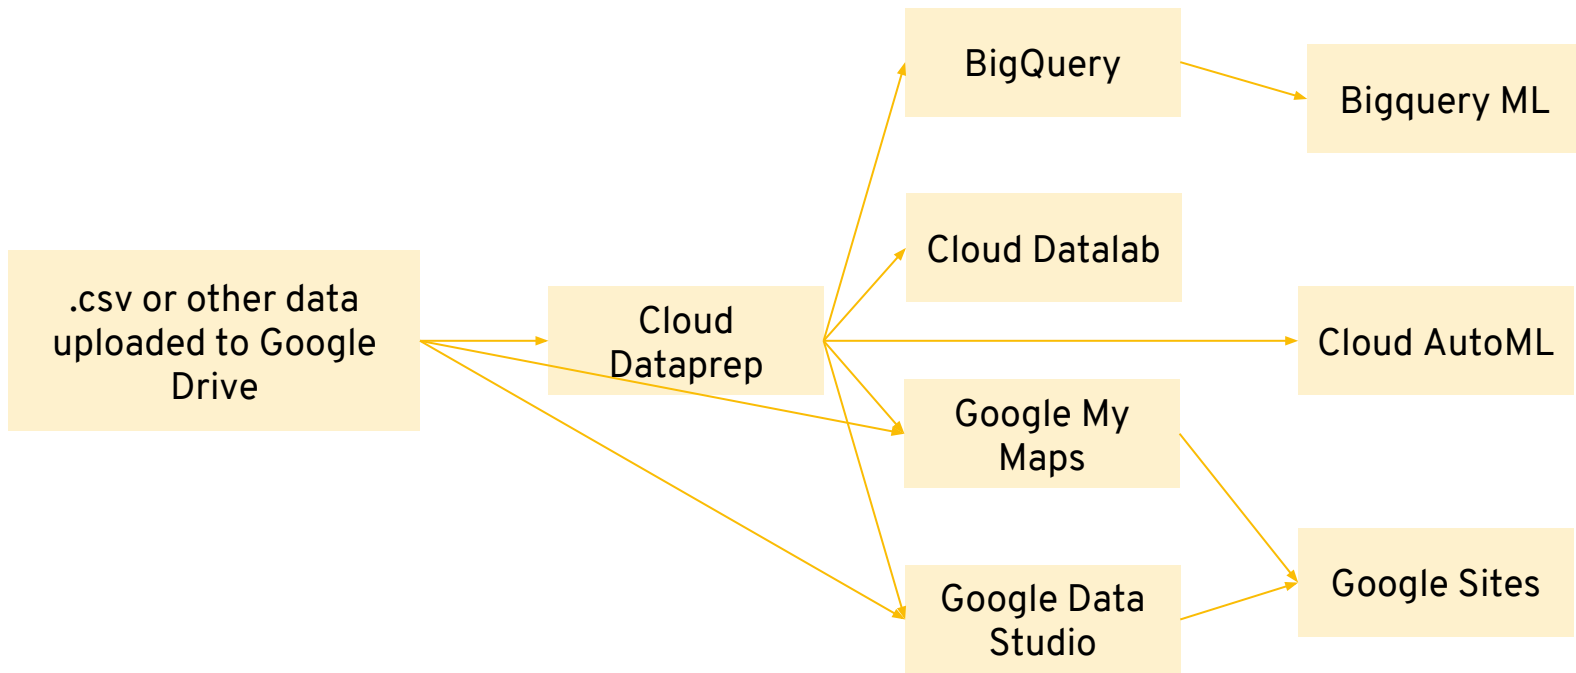 .csv or other data
uploaded to Google
Drive
Cloud
Dataprep
BigQuery
Bigquery ML
Cloud Datalab
Cloud AutoML
Google My
Maps
Google Data
Studio
Google Sites